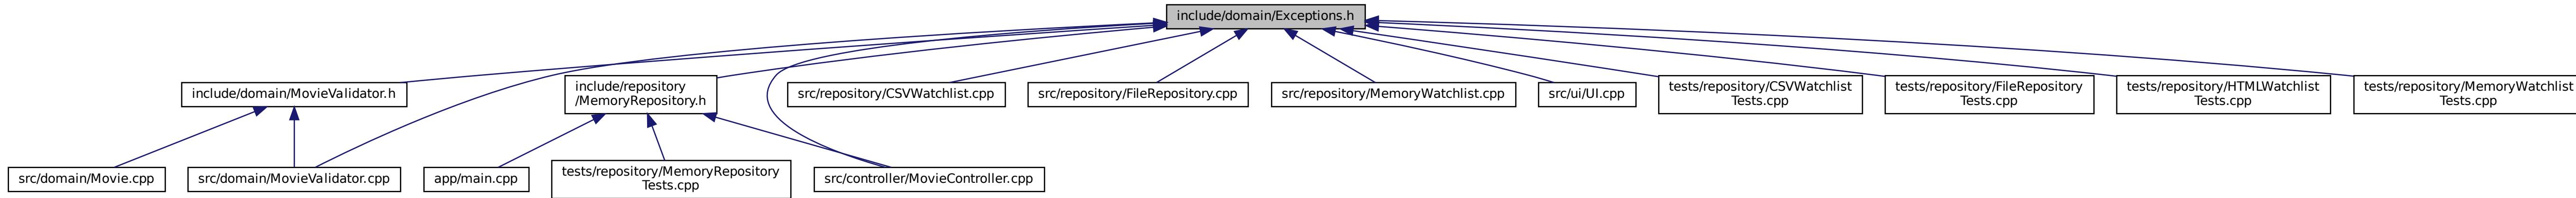 include/domain/Exceptions.h
include/domain/MovieValidator.h
include/repository
/MemoryRepository.h
src/repository/CSVWatchlist.cpp
src/repository/FileRepository.cpp
src/repository/MemoryWatchlist.cpp
src/ui/UI.cpp
tests/repository/CSVWatchlist
Tests.cpp
tests/repository/FileRepository
Tests.cpp
tests/repository/HTMLWatchlist
Tests.cpp
tests/repository/MemoryWatchlist
Tests.cpp
src/domain/Movie.cpp
src/domain/MovieValidator.cpp
app/main.cpp
tests/repository/MemoryRepository
Tests.cpp
src/controller/MovieController.cpp